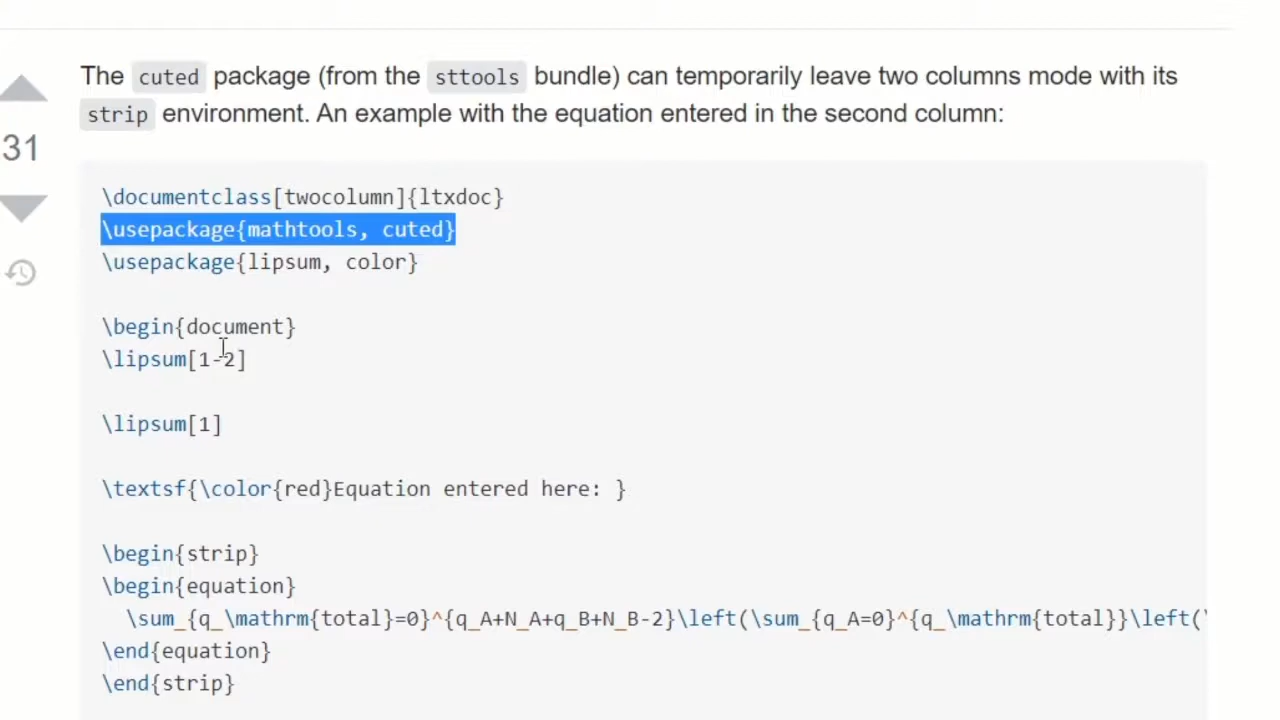 The cuted package (from the sttools bundle) can temporarily leave two columns mode with its
strip environment. An example with the equation entered in the second column:
31
\documentclass[twocolumn]{ltxdoc}
\usepackage{mathtools, cuted}
\usepackage{lipsum, color}
\begin{document}
\lipsum[1-2]
\lipsum[1]
\textsf{\color{red}Equation entered here: }
\begin{strip}
\begin{equation}
\sum_{q_\mathrm{total}=0}^{q_A+N_A+q_B+N_B-2}\left(\sum_{q_A=0}^{q_\mathrm{total}}\left(\
\end{equation}
\end{strip}